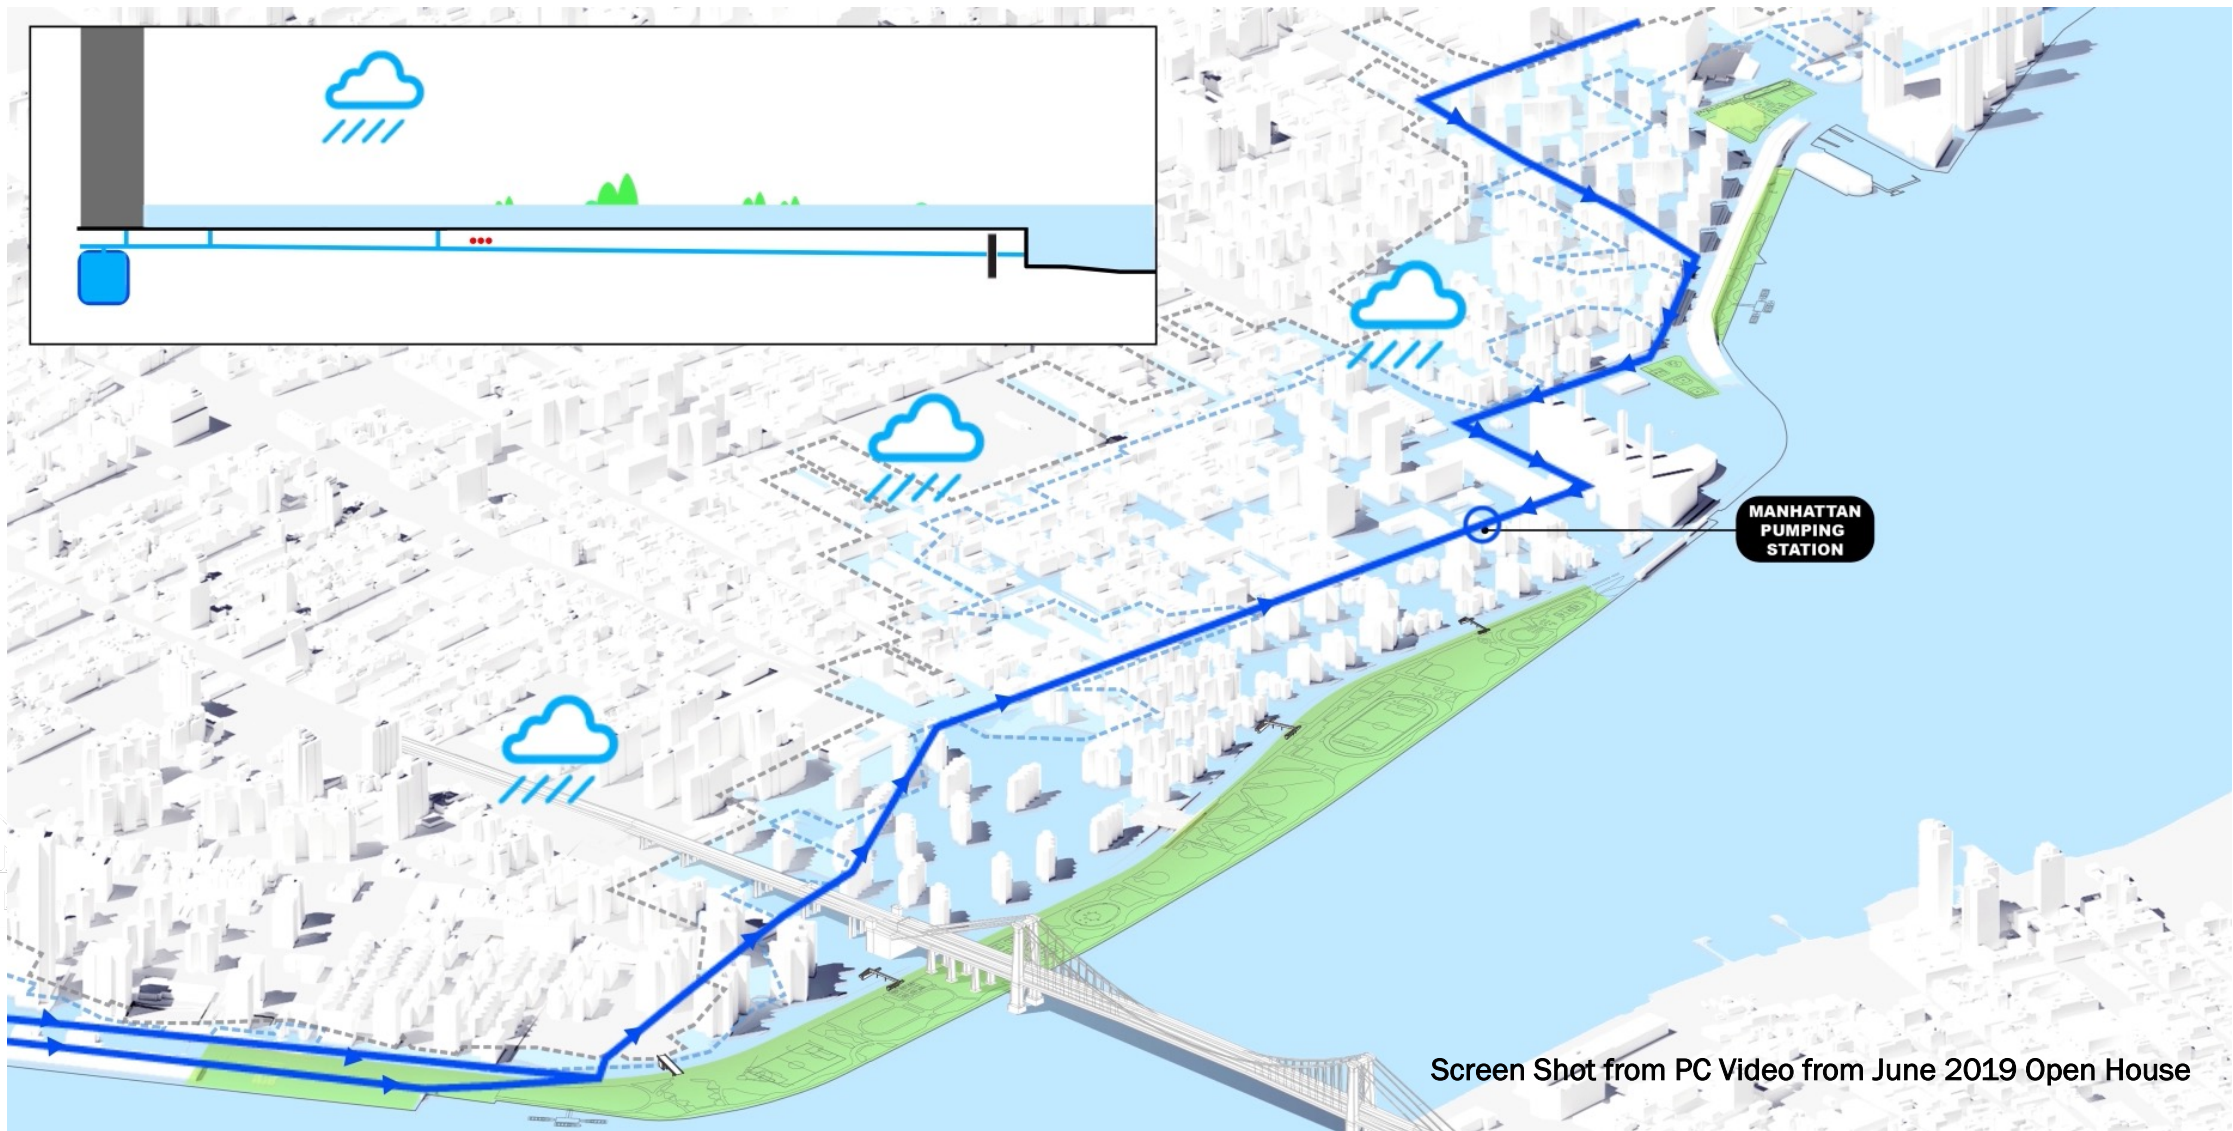 MANHATTAN
PUMPING
STATION
Screen Shot from PC Video from June 2019 Open House